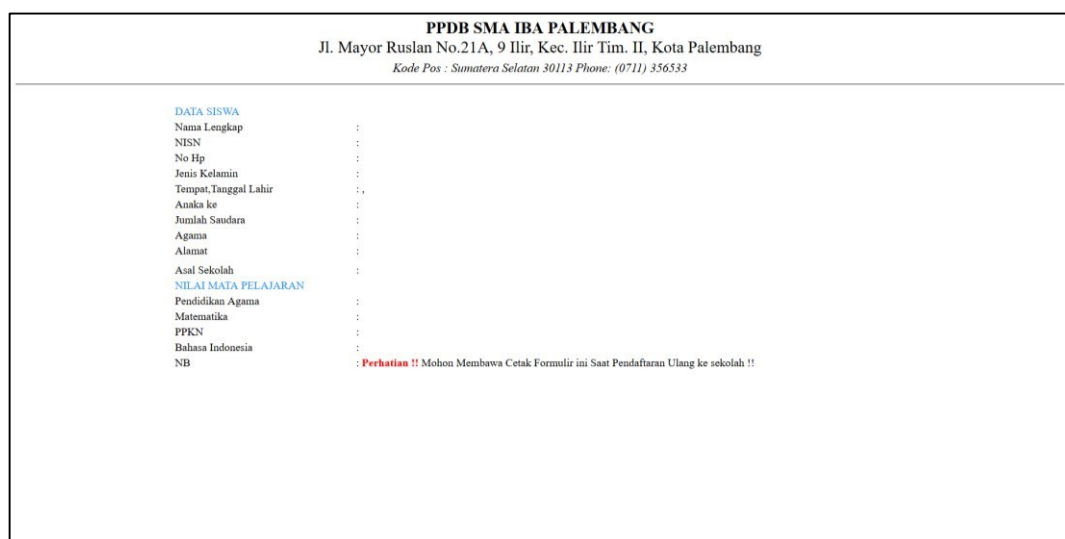 PPDB SMA IBA PALEMBANG
Jl. Mayor Ruslan No.21A, 9 Ilir, Kec. Ilir Tim. II, Kota Palembang
Kode Pos : Sumatera Selatan 30113 Phone: (0711) 356533
DATA SISWA
Nama Lengkap :
NISN :
No Hp :
Jenis Kelamin :
Tempat,Tanggal Lahir : ,
Anaka ke :
Jumlah Saudara :
Agama :
Alamat :
Asal Sekolah :
NILAI MATA PELAJARAN
Pendidikan Agama :
Matematika :
PPKN :
Bahasa Indonesia :
NB : Perhatian !! Mohon Membawa Cetak Formulir ini Saat Pendaftaran Ulang ke sekolah !!